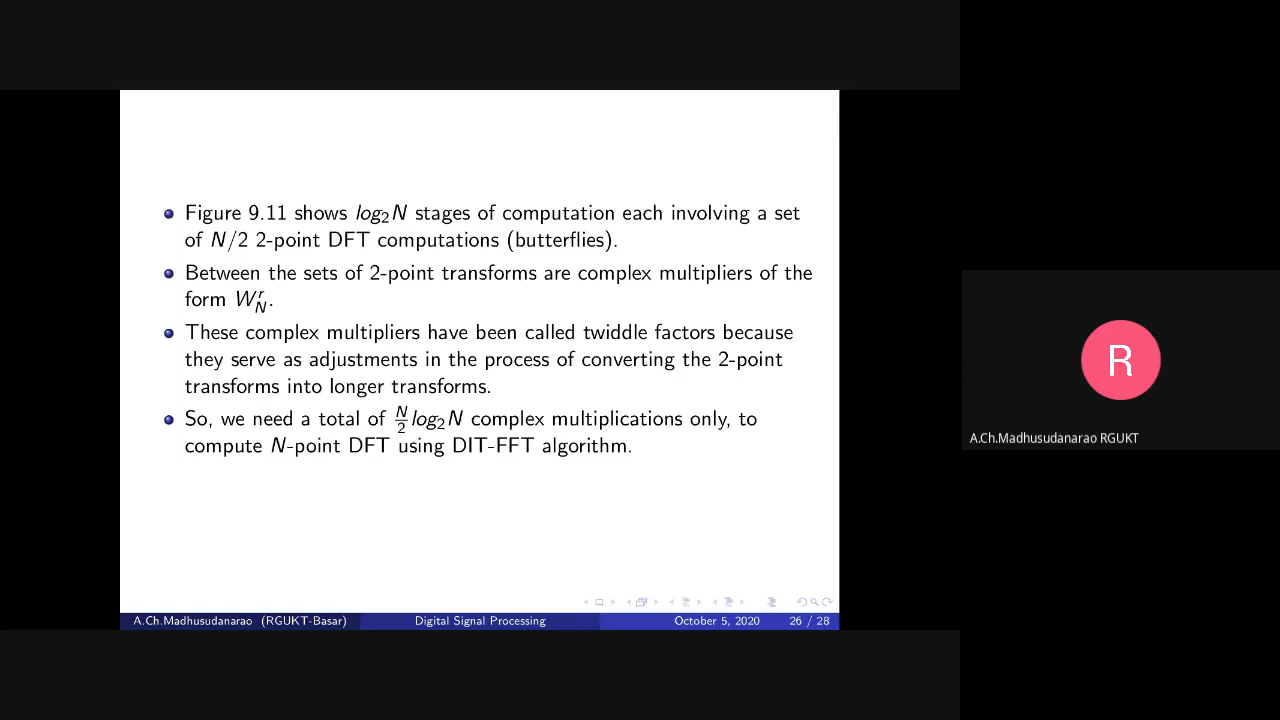 Figure 9.11 shows log₂N stages of computation each involving a set
of N/2 2-point DFT computations (butterflies).
Between the sets of 2-point transforms are complex multipliers of the
form W_N^r.
These complex multipliers have been called twiddle factors because
they serve as adjustments in the process of converting the 2-point
transforms into longer transforms.
So, we need a total of N/2 log₂N complex multiplications only, to
compute N-point DFT using DIT-FFT algorithm.
A.Ch.Madhusudanarao (RGUKT-Basar) Digital Signal Processing October 5, 2020 26 / 28
R
A.Ch.Madhusudanarao RGUKT